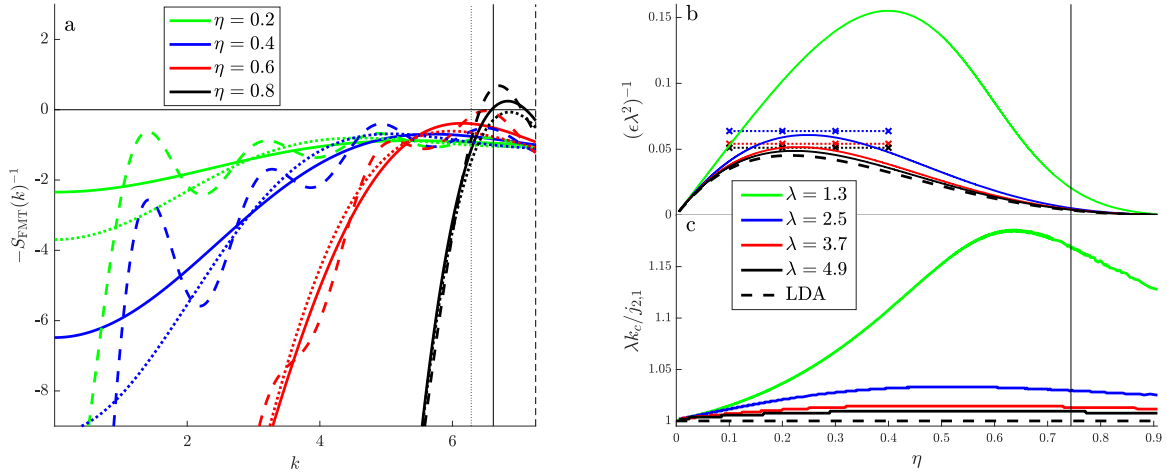 a
η = 0.2
η = 0.4
η = 0.6
η = 0.8
2
0
-2
-4
-6
-8
−S_FMT(k)⁻¹
2
4
6
k
b
0.15
0.1
0.05
0
(ϵλ²)⁻¹
c
λ = 1.3
λ = 2.5
λ = 3.7
λ = 4.9
LDA
1.15
1.1
1.05
1
λk_c/j_{2,1}
0
0.1
0.2
0.3
0.4
0.5
0.6
0.7
0.8
0.9
η